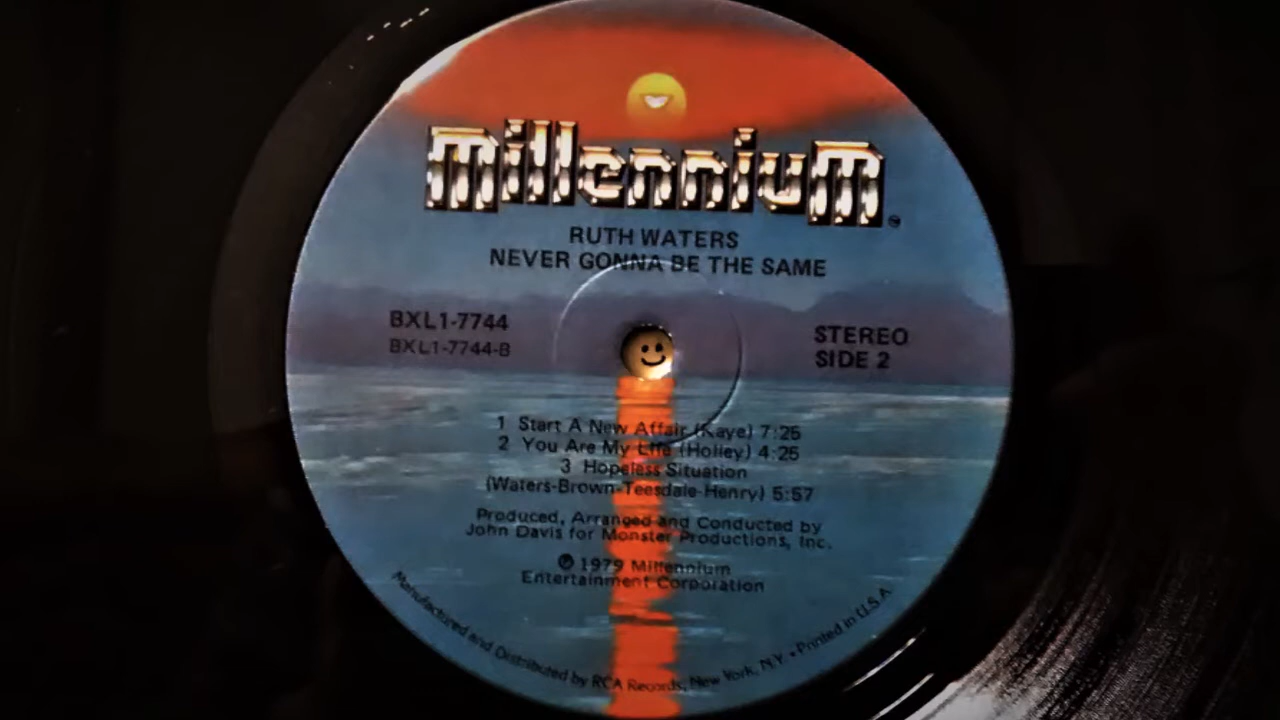 millennium
RUTH WATERS
NEVER GONNA BE THE SAME
BXL1-7744
BXL1-7744-B
STEREO
SIDE 2
1 Start A New Affair (Kaye) 7:25
2 You Are My Life (Holley) 4:25
3 Hopeless Situation
(Waters-Brown-Teesdale-Henry) 5:57
Produced, Arranged and Conducted by
John Davis for Monster Productions, Inc.
℗ 1979 Millennium
Entertainment Corporation
Manufactured and Distributed by RCA Records, New York, N.Y. • Printed in U.S.A.